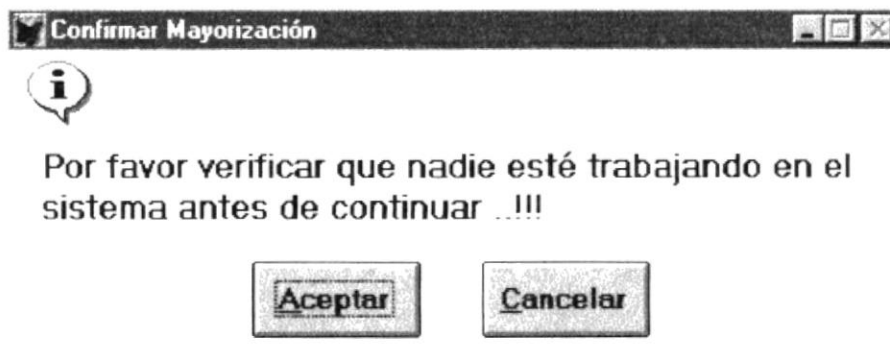 Confirmar Mayorización
Por favor verificar que nadie esté trabajando en el
sistema antes de continuar ..!!!
Aceptar Cancelar